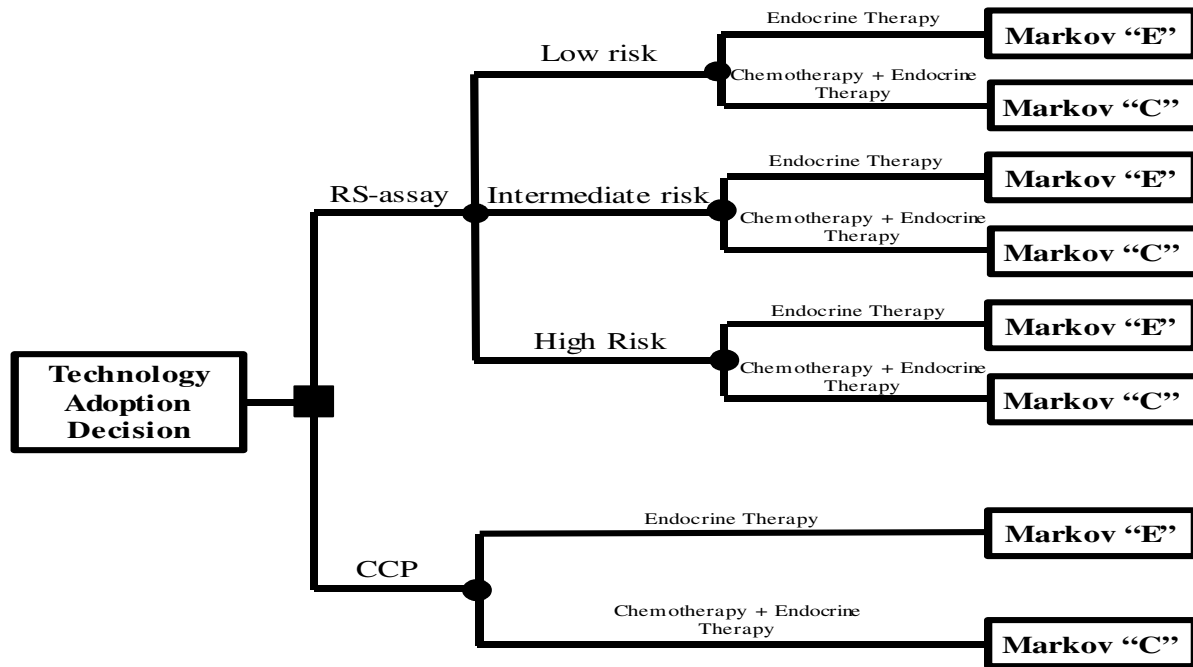 Endocrine Therapy
Markov “E”
Low risk
Chemotherapy + Endocrine
Therapy
Markov “C”
Endocrine Therapy
Markov “E”
RS-assay
Intermediate risk
Chemotherapy + Endocrine
Therapy
Markov “C”
Endocrine Therapy
Markov “E”
High Risk
Chemotherapy + Endocrine
Therapy
Markov “C”
Technology
Adoption
Decision
Endocrine Therapy
Markov “E”
CCP
Chemotherapy + Endocrine
Therapy
Markov “C”